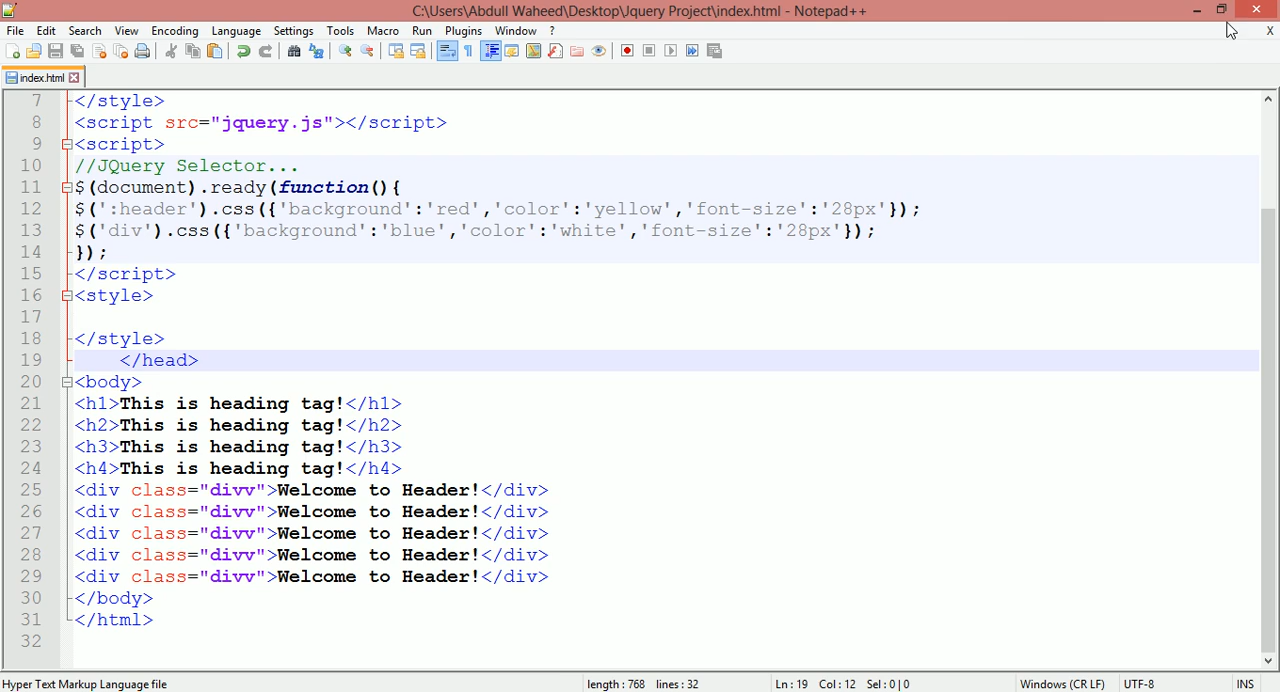 C:\Users\Abdull Waheed\Desktop\Jquery Project\index.html - Notepad++
File Edit Search View Encoding Language Settings Tools Macro Run Plugins Window ? X
index.html
7 </style>
8 <script src="jquery.js"></script>
9 <script>
10 //JQuery Selector...
11 $(document).ready(function(){
12 $(':header').css({'background':'red','color':'yellow','font-size':'28px'});
13 $('div').css({'background':'blue','color':'white','font-size':'28px'});
14 });
15 </script>
16 <style>
17
18 </style>
19 </head>
20 <body>
21 <h1>This is heading tag!</h1>
22 <h2>This is heading tag!</h2>
23 <h3>This is heading tag!</h3>
24 <h4>This is heading tag!</h4>
25 <div class="divv">Welcome to Header!</div>
26 <div class="divv">Welcome to Header!</div>
27 <div class="divv">Welcome to Header!</div>
28 <div class="divv">Welcome to Header!</div>
29 <div class="divv">Welcome to Header!</div>
30 </body>
31 </html>
32
Hyper Text Markup Language file length : 768 lines : 32 Ln : 19 Col : 12 Sel : 0 | 0 Windows (CR LF) UTF-8 INS